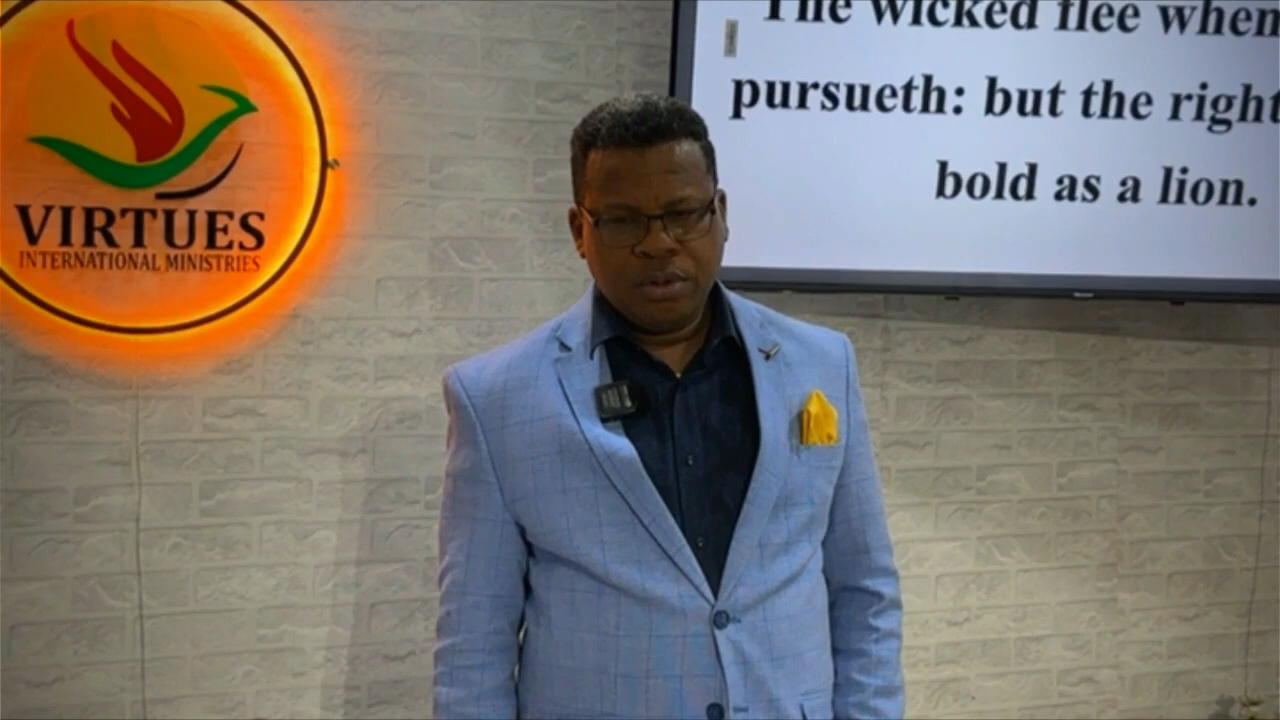 VIRTUES
INTERNATIONAL MINISTRIES
The wicked flee when
pursueth: but the right
bold as a lion.